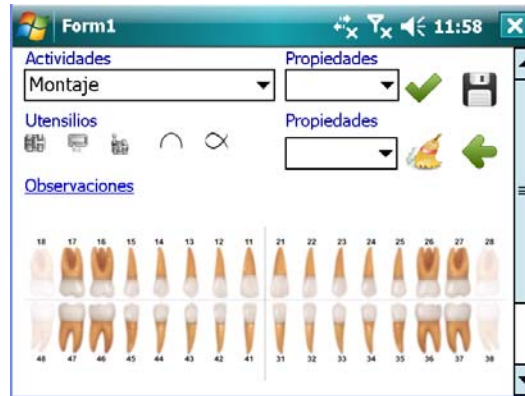 Form1 11:58
Actividades Propiedades
Montaje
Utensilios Propiedades
Observaciones
18 17 16 15 14 13 12 11 21 22 23 24 25 26 27 28
48 47 46 45 44 43 42 41 31 32 33 34 35 36 37 38